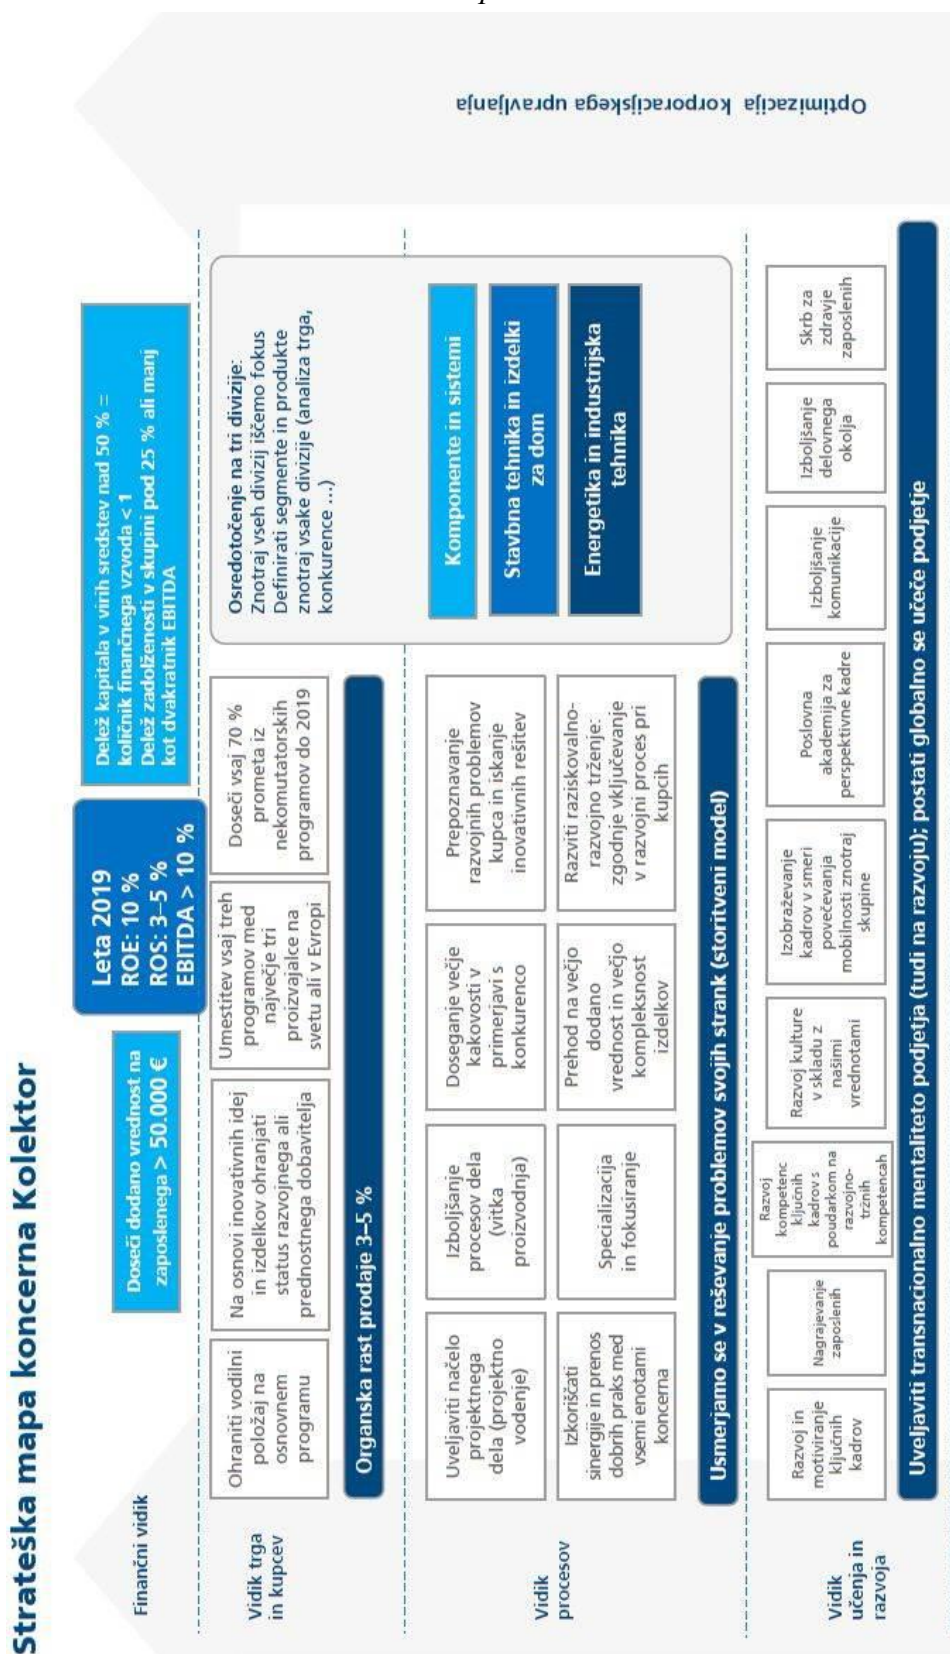 Strateška mapa koncerna Kolektor
Finančni vidik
Doseči dodano vrednost na
zaposlenega > 50.000 €
Leta 2019
ROE: 10 %
ROS: 3–5 %
EBITDA > 10 %
Delež kapitala v virih sredstev nad 50 % =
količnik finančnega vzvoda < 1
Delež zadolženosti v skupini pod 25 % ali manj
kot dvakratnik EBITDA
Vidik trga
in kupcev
Ohraniti vodilni
položaj na
osnovnem
programu
Na osnovi inovativnih idej
in izdelkov ohranjati
status razvojnega ali
prednostnega dobavitelja
Umestitev vsaj treh
programov med
največje tri
proizvajalce na
svetu ali v Evropi
Doseči vsaj 70 %
prometa iz
nekomutatorskih
programov do 2019
Organska rast prodaje 3–5 %
Osredotočenje na tri divizije:
Znotraj vseh divizij iščemo fokus
Definirati segmente in produkte
znotraj vsake divizije (analiza trga,
konkurence ...)
Komponente in sistemi
Stavbna tehnika in izdelki
za dom
Energetika in industrijska
tehnika
Vidik
procesov
Uveljaviti načelo
projektnega
dela (projektno
vodenje)
Izboljšanje
procesov dela
(vitka
proizvodnja)
Doseganje večje
kakovosti v
primerjavi s
konkurenco
Prepoznavanje
razvojnih problemov
kupca in iskanje
inovativnih rešitev
Izkoriščati
sinergije in prenos
dobrih praks med
vsemi enotami
koncerna
Specializacija
in fokusiranje
Prehod na večjo
dodano
vrednost in večjo
kompleksnost
izdelkov
Razviti raziskovalno-
razvojno trženje:
zgodnje vključevanje
v razvojni proces pri
kupcih
Usmerjamo se v reševanje problemov svojih strank (storitveni model)
Vidik
učenja in
razvoja
Razvoj in
motiviranje
ključnih
kadrov
Nagrajevanje
zaposlenih
Razvoj
kompetenc
ključnih
kadrov s
poudarkom na
razvojno-
tržnih
kompetencah
Razvoj kulture
v skladu z
našimi
vrednotami
Izobraževanje
kadrov v smeri
povečevanja
mobilnosti znotraj
skupine
Poslovna
akademija za
perspektivne kadre
Izboljšanje
komunikacije
Izboljšanje
delovnega
okolja
Skrb za
zdravje
zaposlenih
Uveljaviti transnacionalno mentaliteto podjetja (tudi na razvoju); postati globalno se učeče podjetje
Optimizacija korporacijskega upravljanja